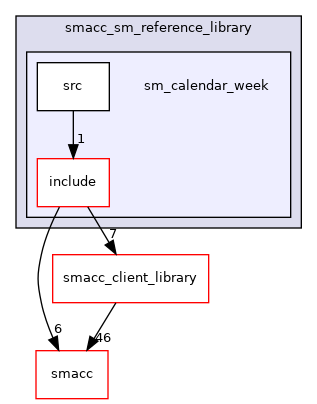 smacc_sm_reference_library
src
sm_calendar_week
1
include
7
smacc_client_library
6
46
smacc